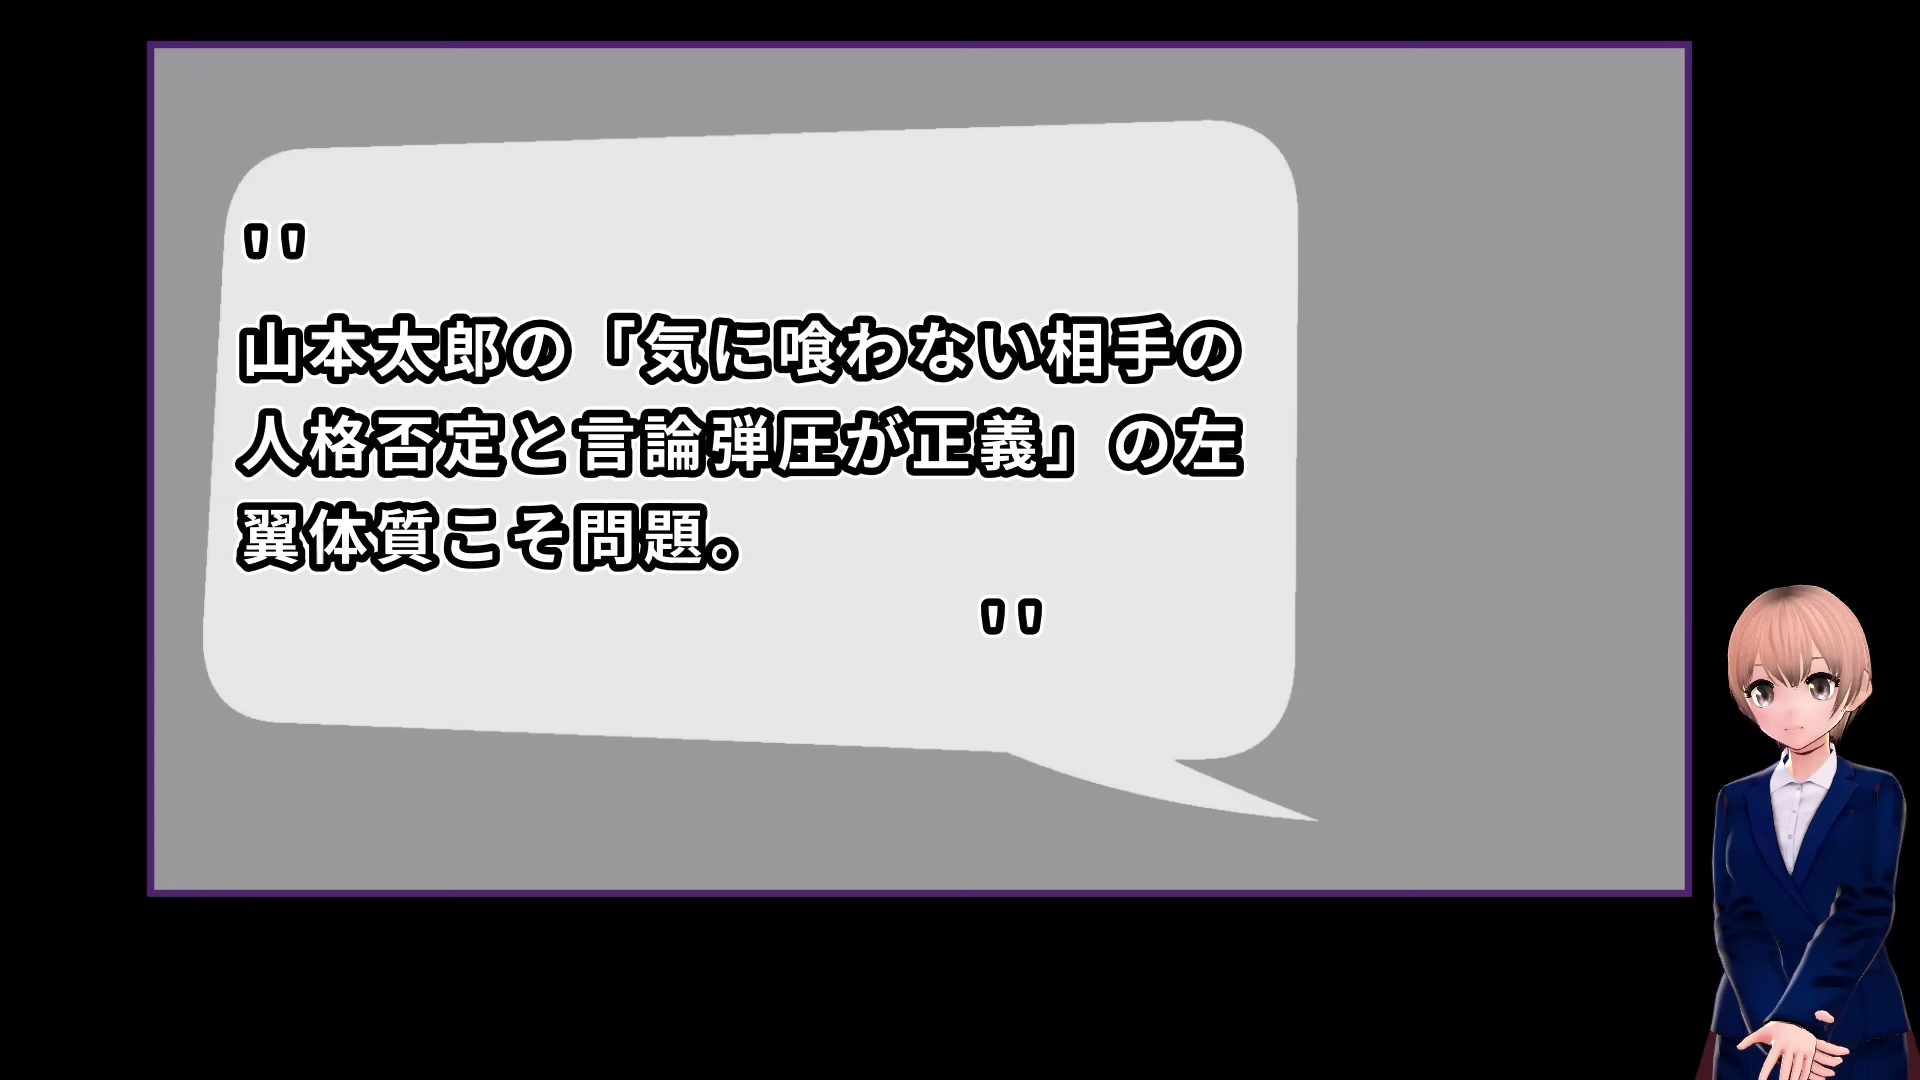 "
山本太郎の「気に喰わない相手の
人格否定と言論弾圧が正義」の左
翼体質こそ問題。
"